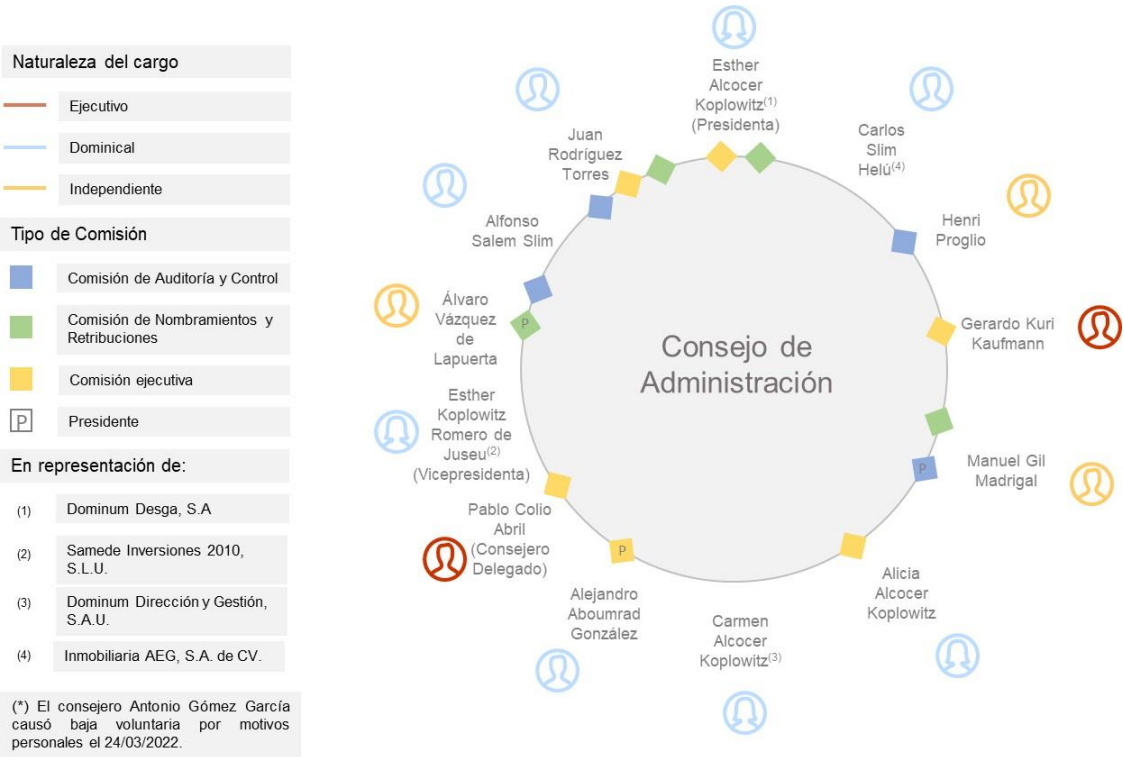 Naturaleza del cargo
Ejecutivo
Dominical
Independiente
Tipo de Comisión
Comisión de Auditoría y Control
Comisión de Nombramientos y
Retribuciones
Comisión ejecutiva
P
Presidente
En representación de:
(1)
Dominum Desga, S.A
(2)
Samede Inversiones 2010,
S.L.U.
(3)
Dominum Dirección y Gestión,
S.A.U.
(4)
Inmobiliaria AEG, S.A. de CV.
(*) El consejero Antonio Gómez García
causó baja voluntaria por motivos
personales el 24/03/2022.
Esther
Alcocer
Koplowitz(1)
(Presidenta)
Carlos
Slim
Helú(4)
Henri
Proglio
Gerardo Kuri
Kaufmann
Manuel Gil
Madrigal
P
Alicia
Alcocer
Koplowitz
Carmen
Alcocer
Koplowitz(3)
Alejandro
Aboumrad
González
P
Pablo Colio
Abril
(Consejero
Delegado)
Esther
Koplowitz
Romero de
Juseu(2)
(Vicepresidenta)
Álvaro
Vázquez
de
Lapuerta
P
Alfonso
Salem Slim
Juan
Rodríguez
Torres
Consejo de
Administración